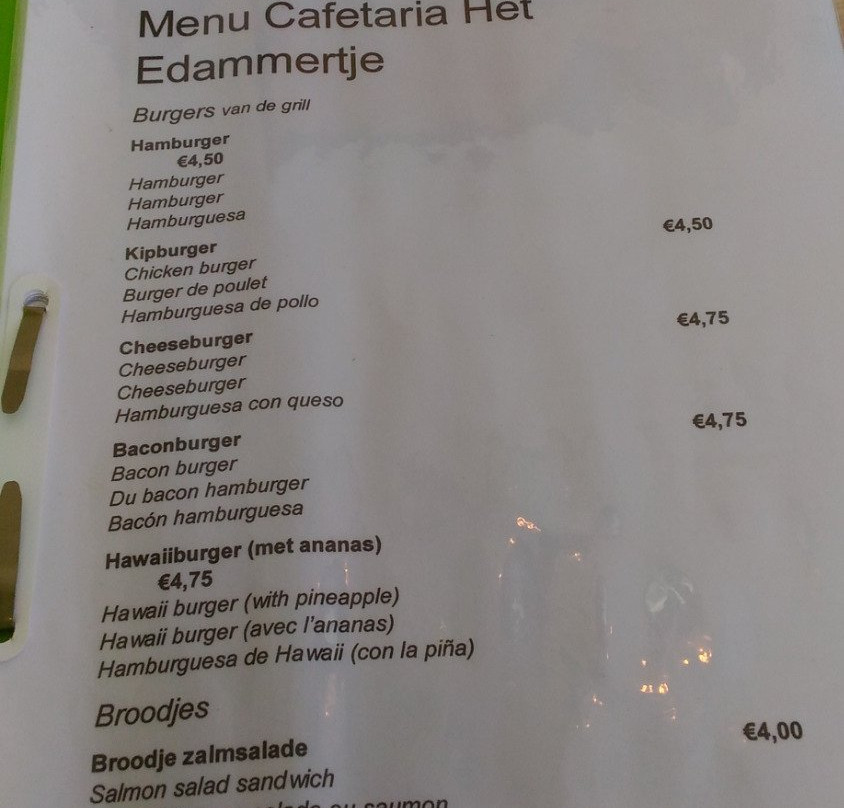 Menu Cafetaria Het
Edammertje
Burgers van de grill
Hamburger
€4,50
Hamburger
Hamburger
Hamburguesa
Kipburger €4,50
Chicken burger
Burger de poulet
Hamburguesa de pollo
Cheeseburger €4,75
Cheeseburger
Cheeseburger
Hamburguesa con queso
Baconburger €4,75
Bacon burger
Du bacon hamburger
Bacón hamburguesa
Hawaiiburger (met ananas)
€4,75
Hawaii burger (with pineapple)
Hawaii burger (avec l'ananas)
Hamburguesa de Hawaii (con la piña)
Broodjes
Broodje zalmsalade €4,00
Salmon salad sandwich
saumon